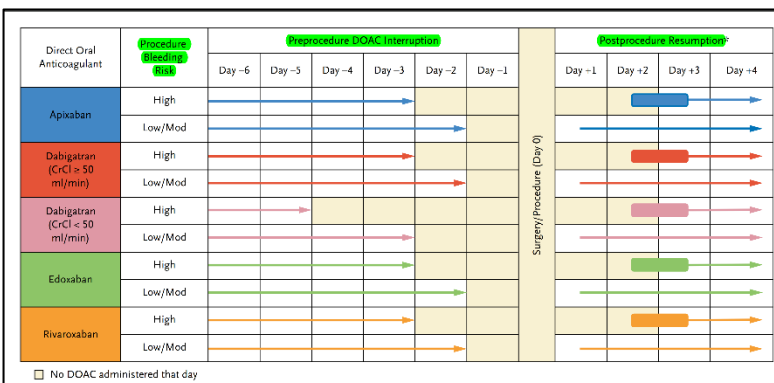 Direct Oral
Anticoagulant
Procedure
Bleeding
Risk
Preprocedure DOAC Interruption
Surgery/Procedure (Day 0)
Postprocedure Resumption*
Day −6 Day −5 Day −4 Day −3 Day −2 Day −1 Day +1 Day +2 Day +3 Day +4
Apixaban
High
Low/Mod
Dabigatran
(CrCl ≥ 50
ml/min)
High
Low/Mod
Dabigatran
(CrCl < 50
ml/min)
High
Low/Mod
Edoxaban
High
Low/Mod
Rivaroxaban
High
Low/Mod
No DOAC administered that day